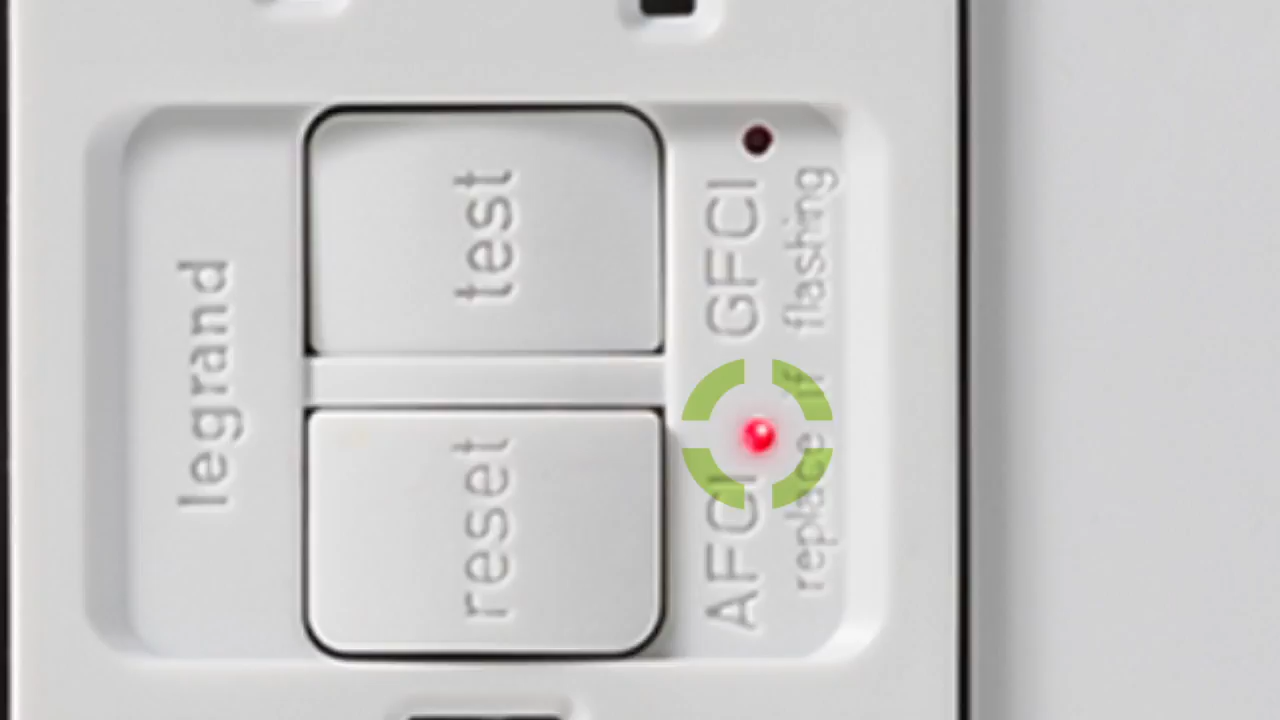 legrand
test
reset
AFCI GFCI
replace if flashing